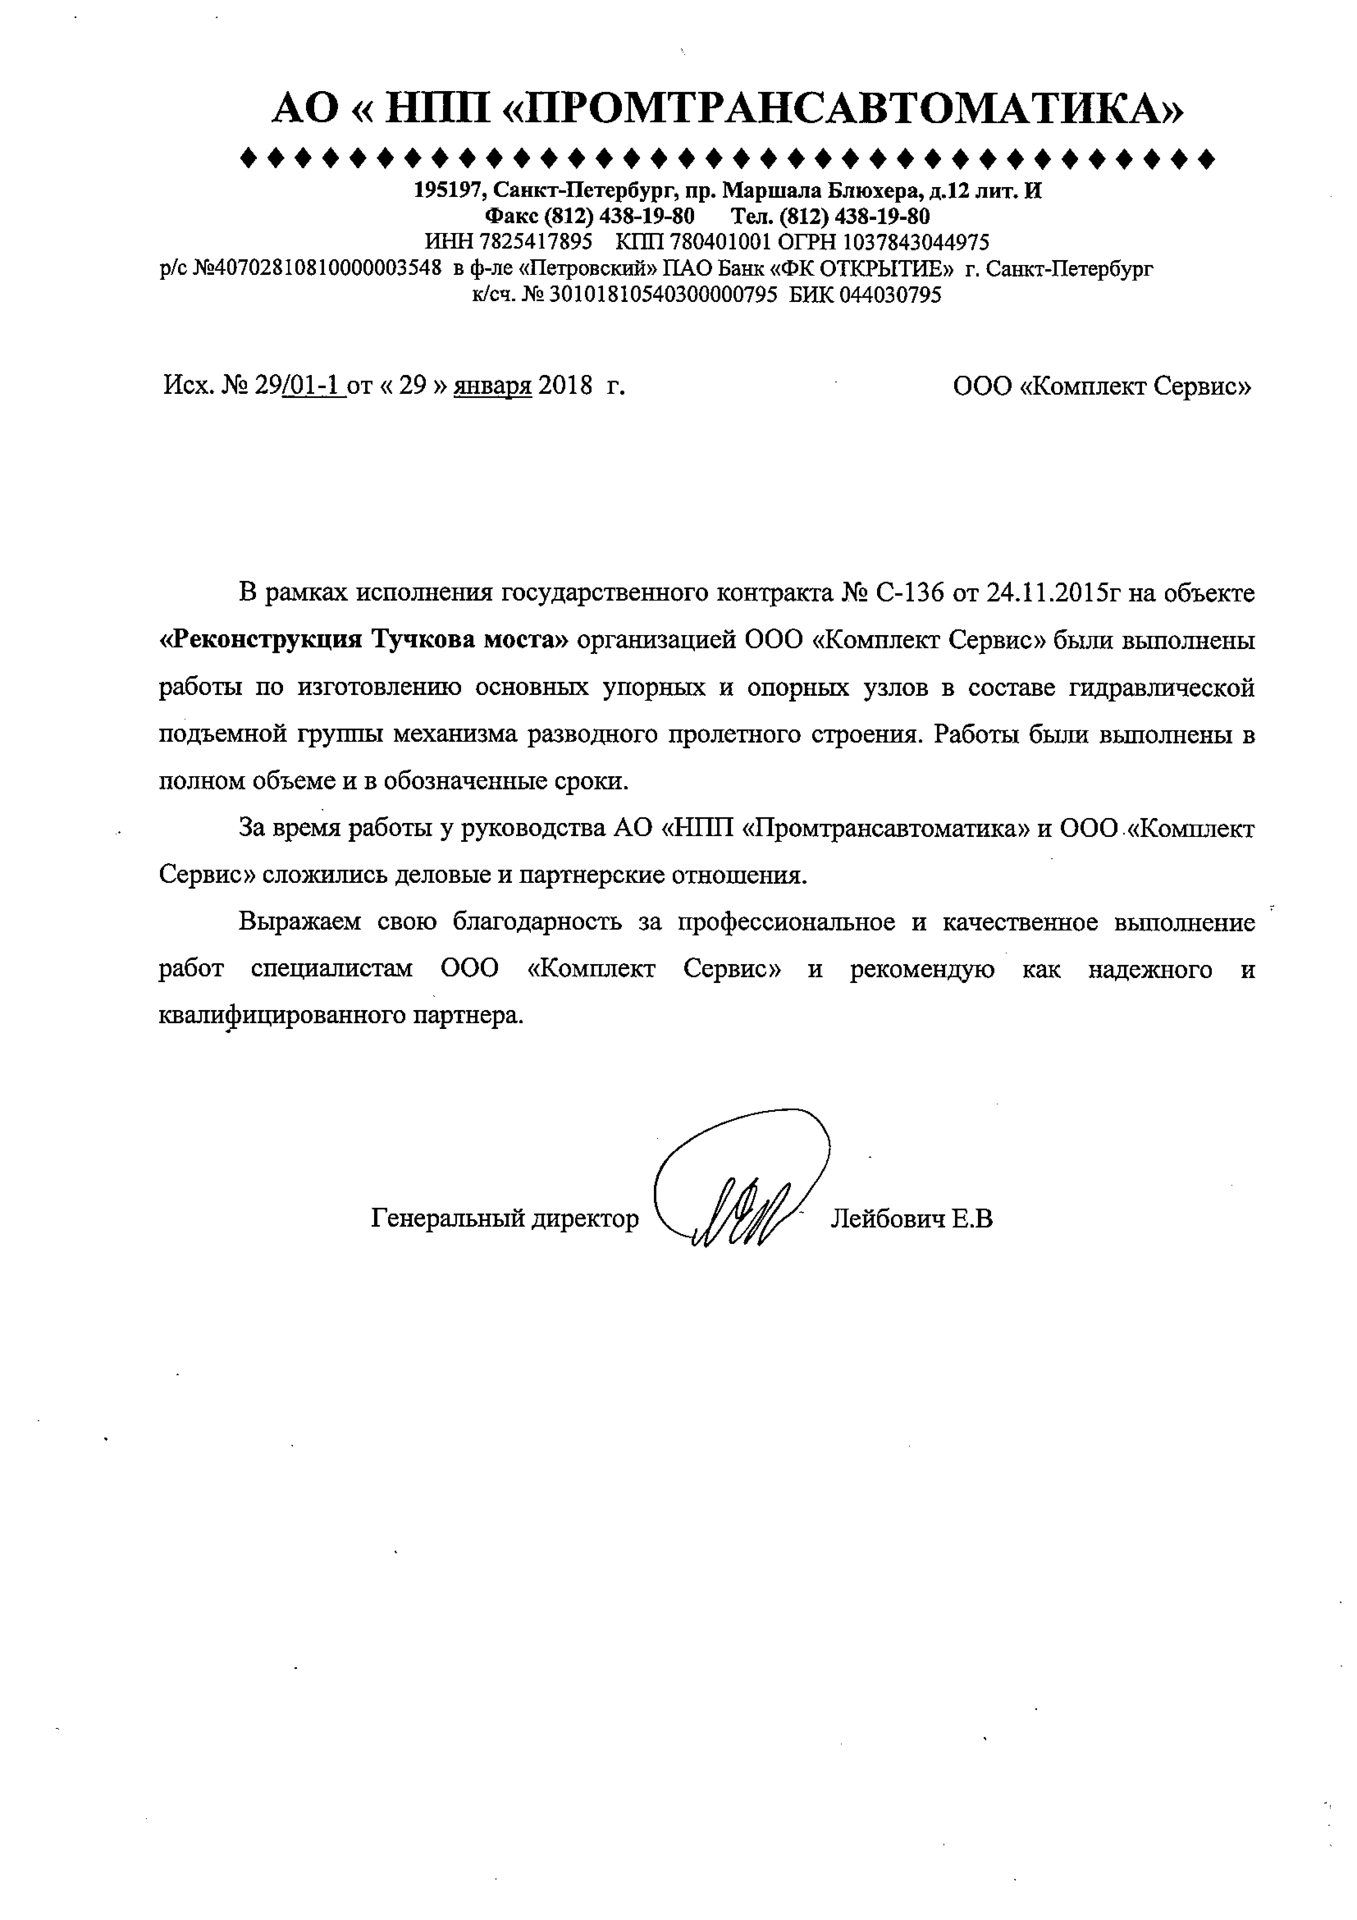 АО « НПП «ПРОМТРАНСАВТОМАТИКА»
195197, Санкт-Петербург, пр. Маршала Блюхера, д.12 лит. И
Факс (812) 438-19-80 Тел. (812) 438-19-80
ИНН 7825417895 КПП 780401001 ОГРН 1037843044975
р/с №40702810810000003548 в ф-ле «Петровский» ПАО Банк «ФК ОТКРЫТИЕ» г. Санкт-Петербург
к/сч. № 30101810540300000795 БИК 044030795
Исх. № 29/01-1 от « 29 » января 2018 г. ООО «Комплект Сервис»
В рамках исполнения государственного контракта № С-136 от 24.11.2015г на объекте
«Реконструкция Тучкова моста» организацией ООО «Комплект Сервис» были выполнены
работы по изготовлению основных упорных и опорных узлов в составе гидравлической
подъемной группы механизма разводного пролетного строения. Работы были выполнены в
полном объеме и в обозначенные сроки.
За время работы у руководства АО «НПП «Промтрансавтоматика» и ООО «Комплект
Сервис» сложились деловые и партнерские отношения.
Выражаем свою благодарность за профессиональное и качественное выполнение
работ специалистам ООО «Комплект Сервис» и рекомендую как надежного и
квалифицированного партнера.
Генеральный директор Лейбович Е.В